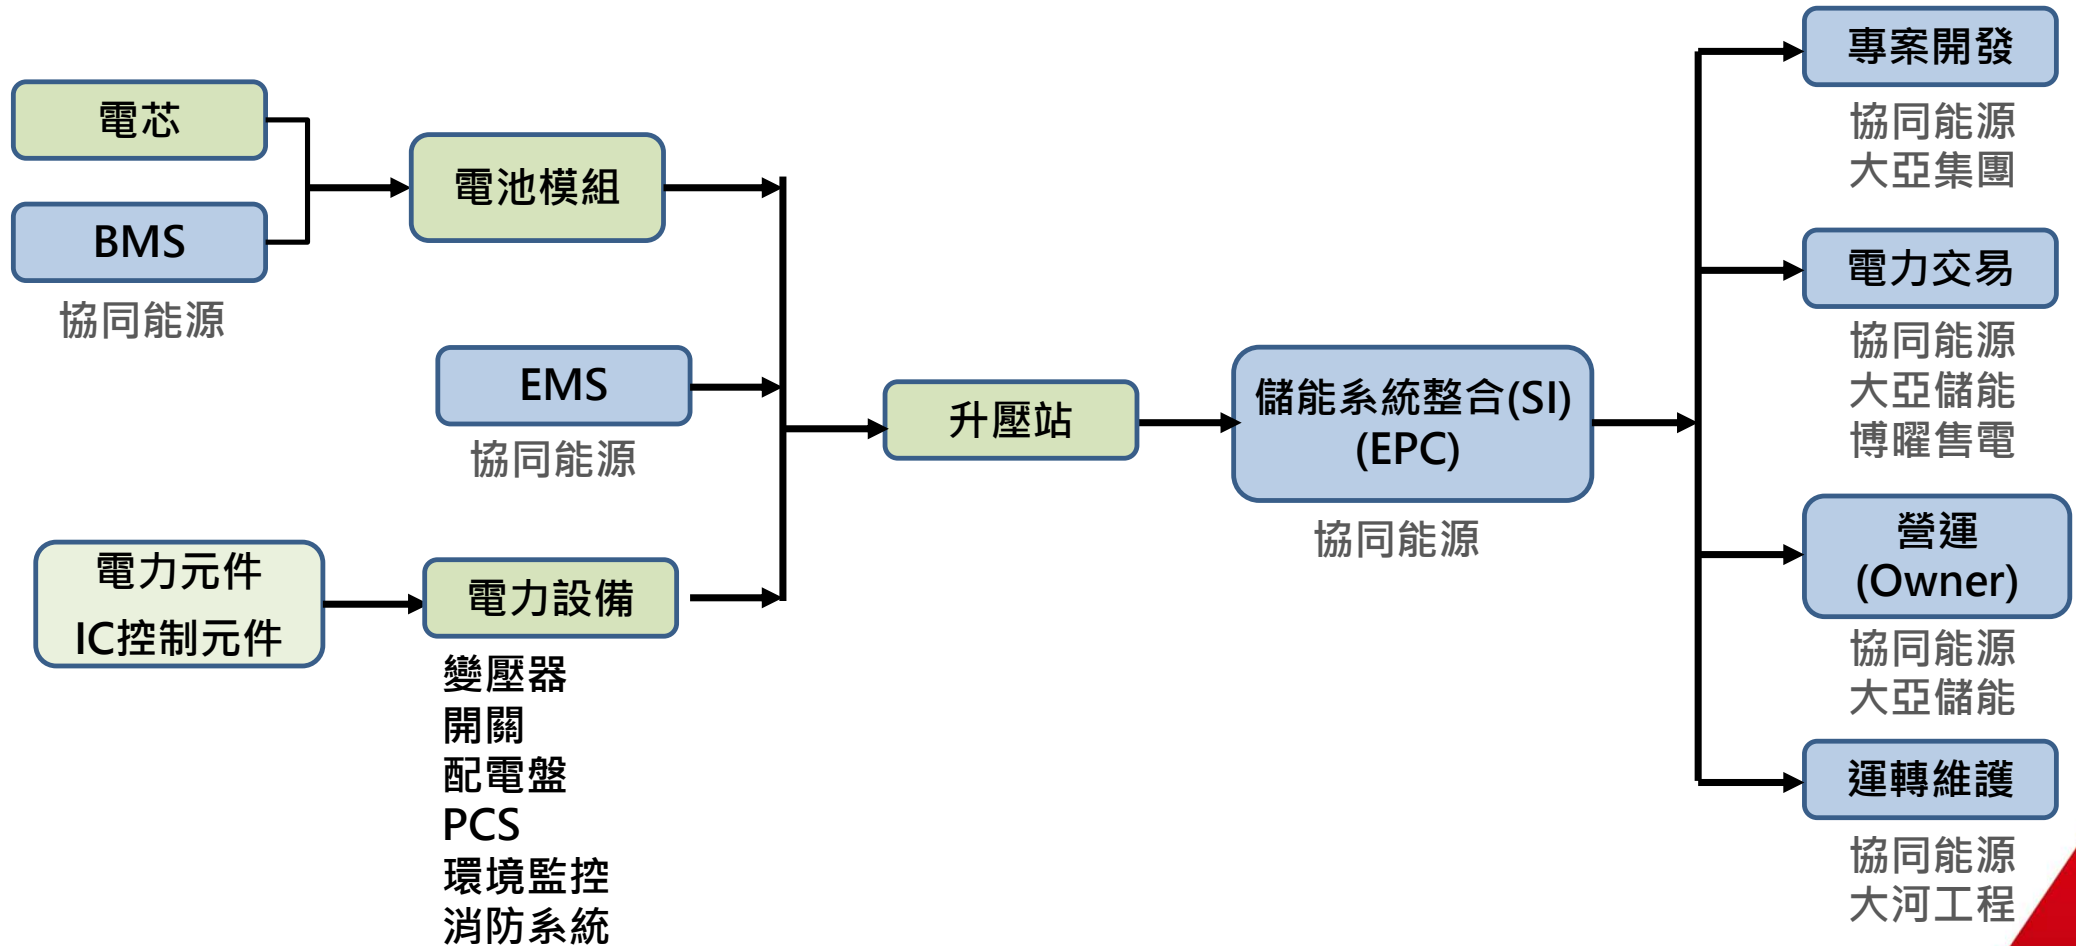 電芯
BMS
協同能源
電池模組
EMS
協同能源
電力元件
IC控制元件
電力設備
變壓器
開關
配電盤
PCS
環境監控
消防系統
升壓站
儲能系統整合(SI)
(EPC)
協同能源
專案開發
協同能源
大亞集團
電力交易
協同能源
大亞儲能
博曜售電
營運
(Owner)
協同能源
大亞儲能
運轉維護
協同能源
大河工程